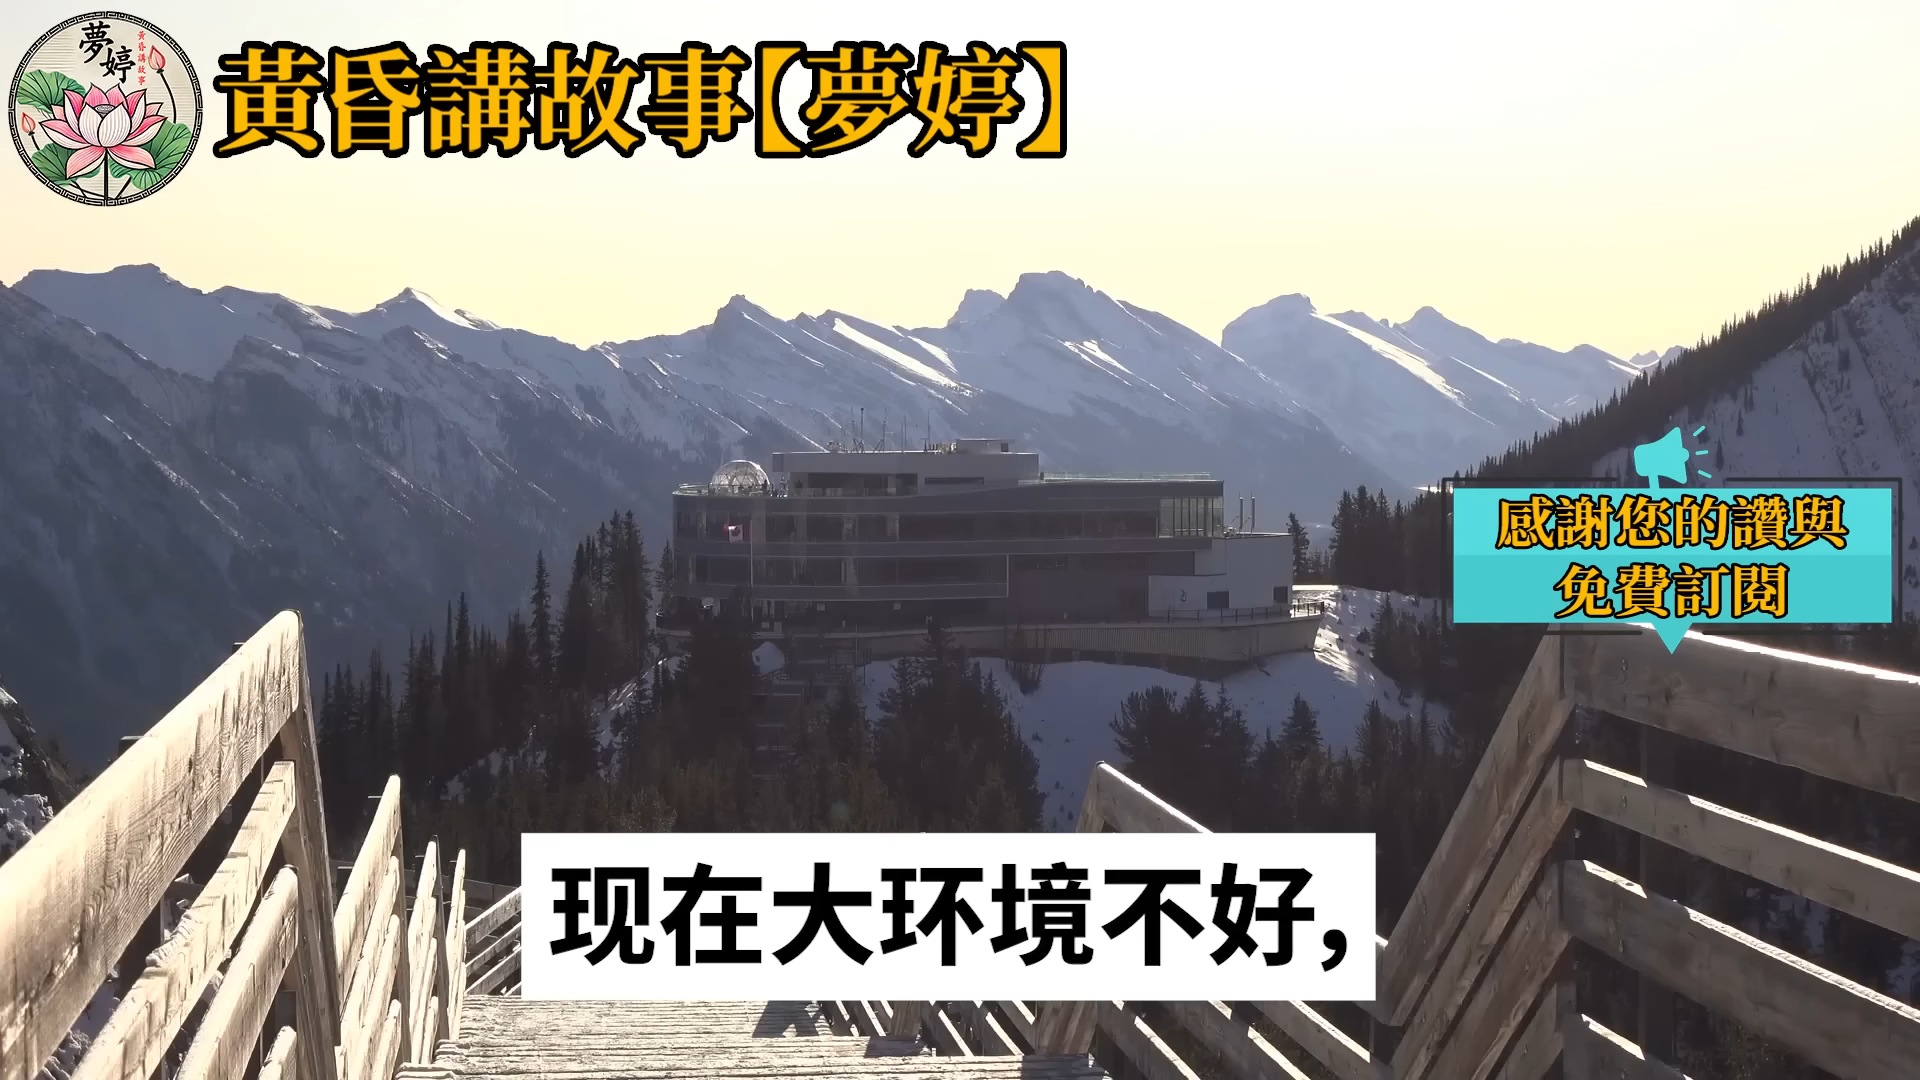 夢婷
黃昏講故事
黃昏講故事【夢婷】
感謝您的讚與
免費訂閱
现在大环境不好,